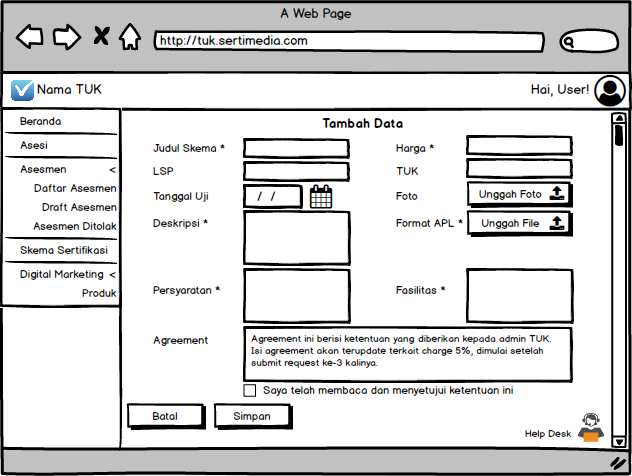 A Web Page
http://tuk.sertimedia.com
Nama TUK
Hai, User!
Beranda
Asesi
Asesmen <
Daftar Asesmen
Draft Asesmen
Asesmen Ditolak
Skema Sertifikasi
Digital Marketing <
Produk
Tambah Data
Judul Skema *
Harga *
LSP
TUK
Tanggal Uji
/ /
Foto
Unggah Foto
Deskripsi *
Format APL *
Unggah File
Persyaratan *
Fasilitas *
Agreement
Agreement ini berisi ketentuan yang diberikan kepada admin TUK.
Isi agreement akan terupdate terkait charge 5%, dimulai setelah
submit request ke-3 kalinya.
Saya telah membaca dan menyetujui ketentuan ini
Batal
Simpan
Help Desk